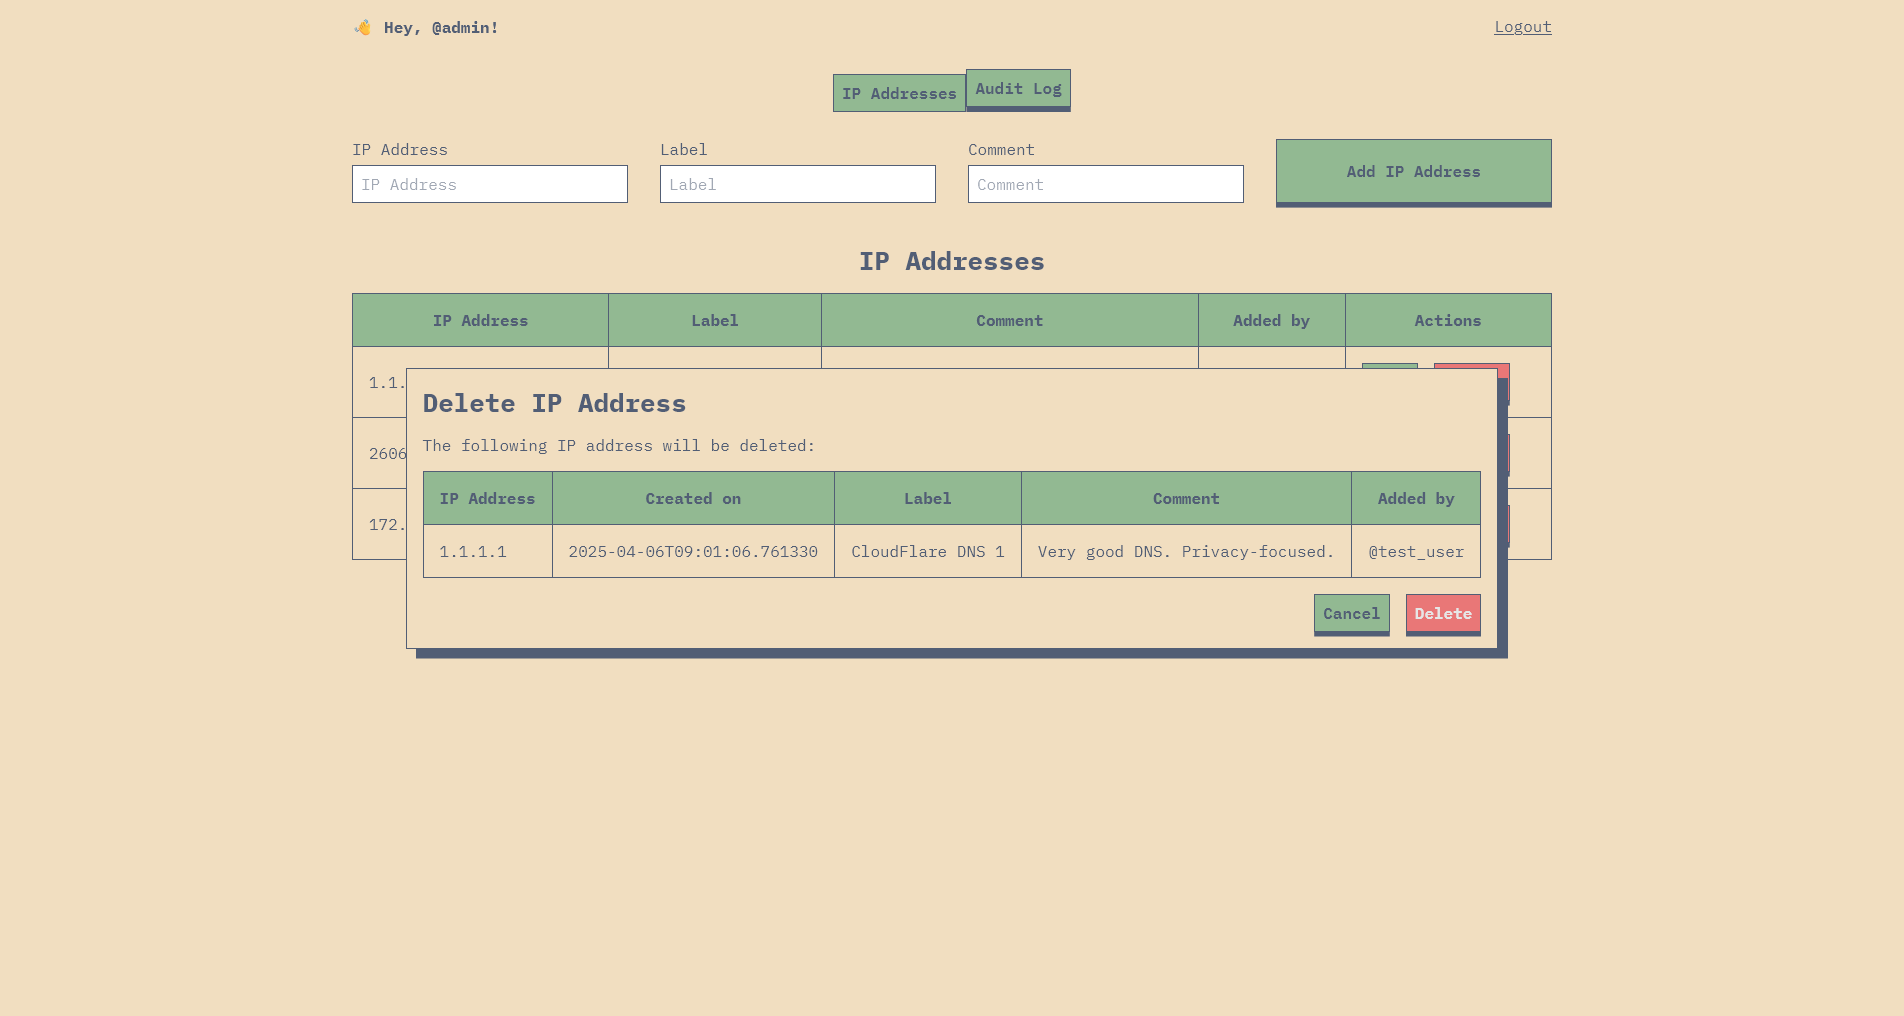 👋 Hey, @admin!
Logout
IP Addresses Audit Log
IP Address Label Comment
IP Address Label Comment Add IP Address
IP Addresses
IP Address Label Comment Added by Actions
1.1.
2606
172.
Delete IP Address
The following IP address will be deleted:
IP Address Created on Label Comment Added by
1.1.1.1 2025-04-06T09:01:06.761330 CloudFlare DNS 1 Very good DNS. Privacy-focused. @test_user
Cancel Delete